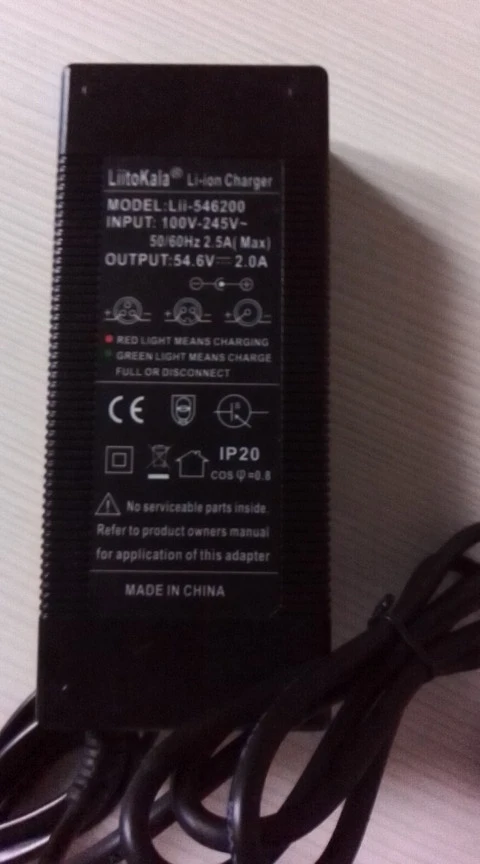 LiitoKala® Li-ion Charger
MODEL:Lii-546200
INPUT: 100V-245V~
50/60Hz 2.5A( Max)
OUTPUT:54.6V⎓ 2.0A
RED LIGHT MEANS CHARGING
GREEN LIGHT MEANS CHARGE
FULL OR DISCONNECT
CE
IP20
COS φ=0.8
No serviceable parts inside.
Refer to product owners manual
for application of this adapter
MADE IN CHINA